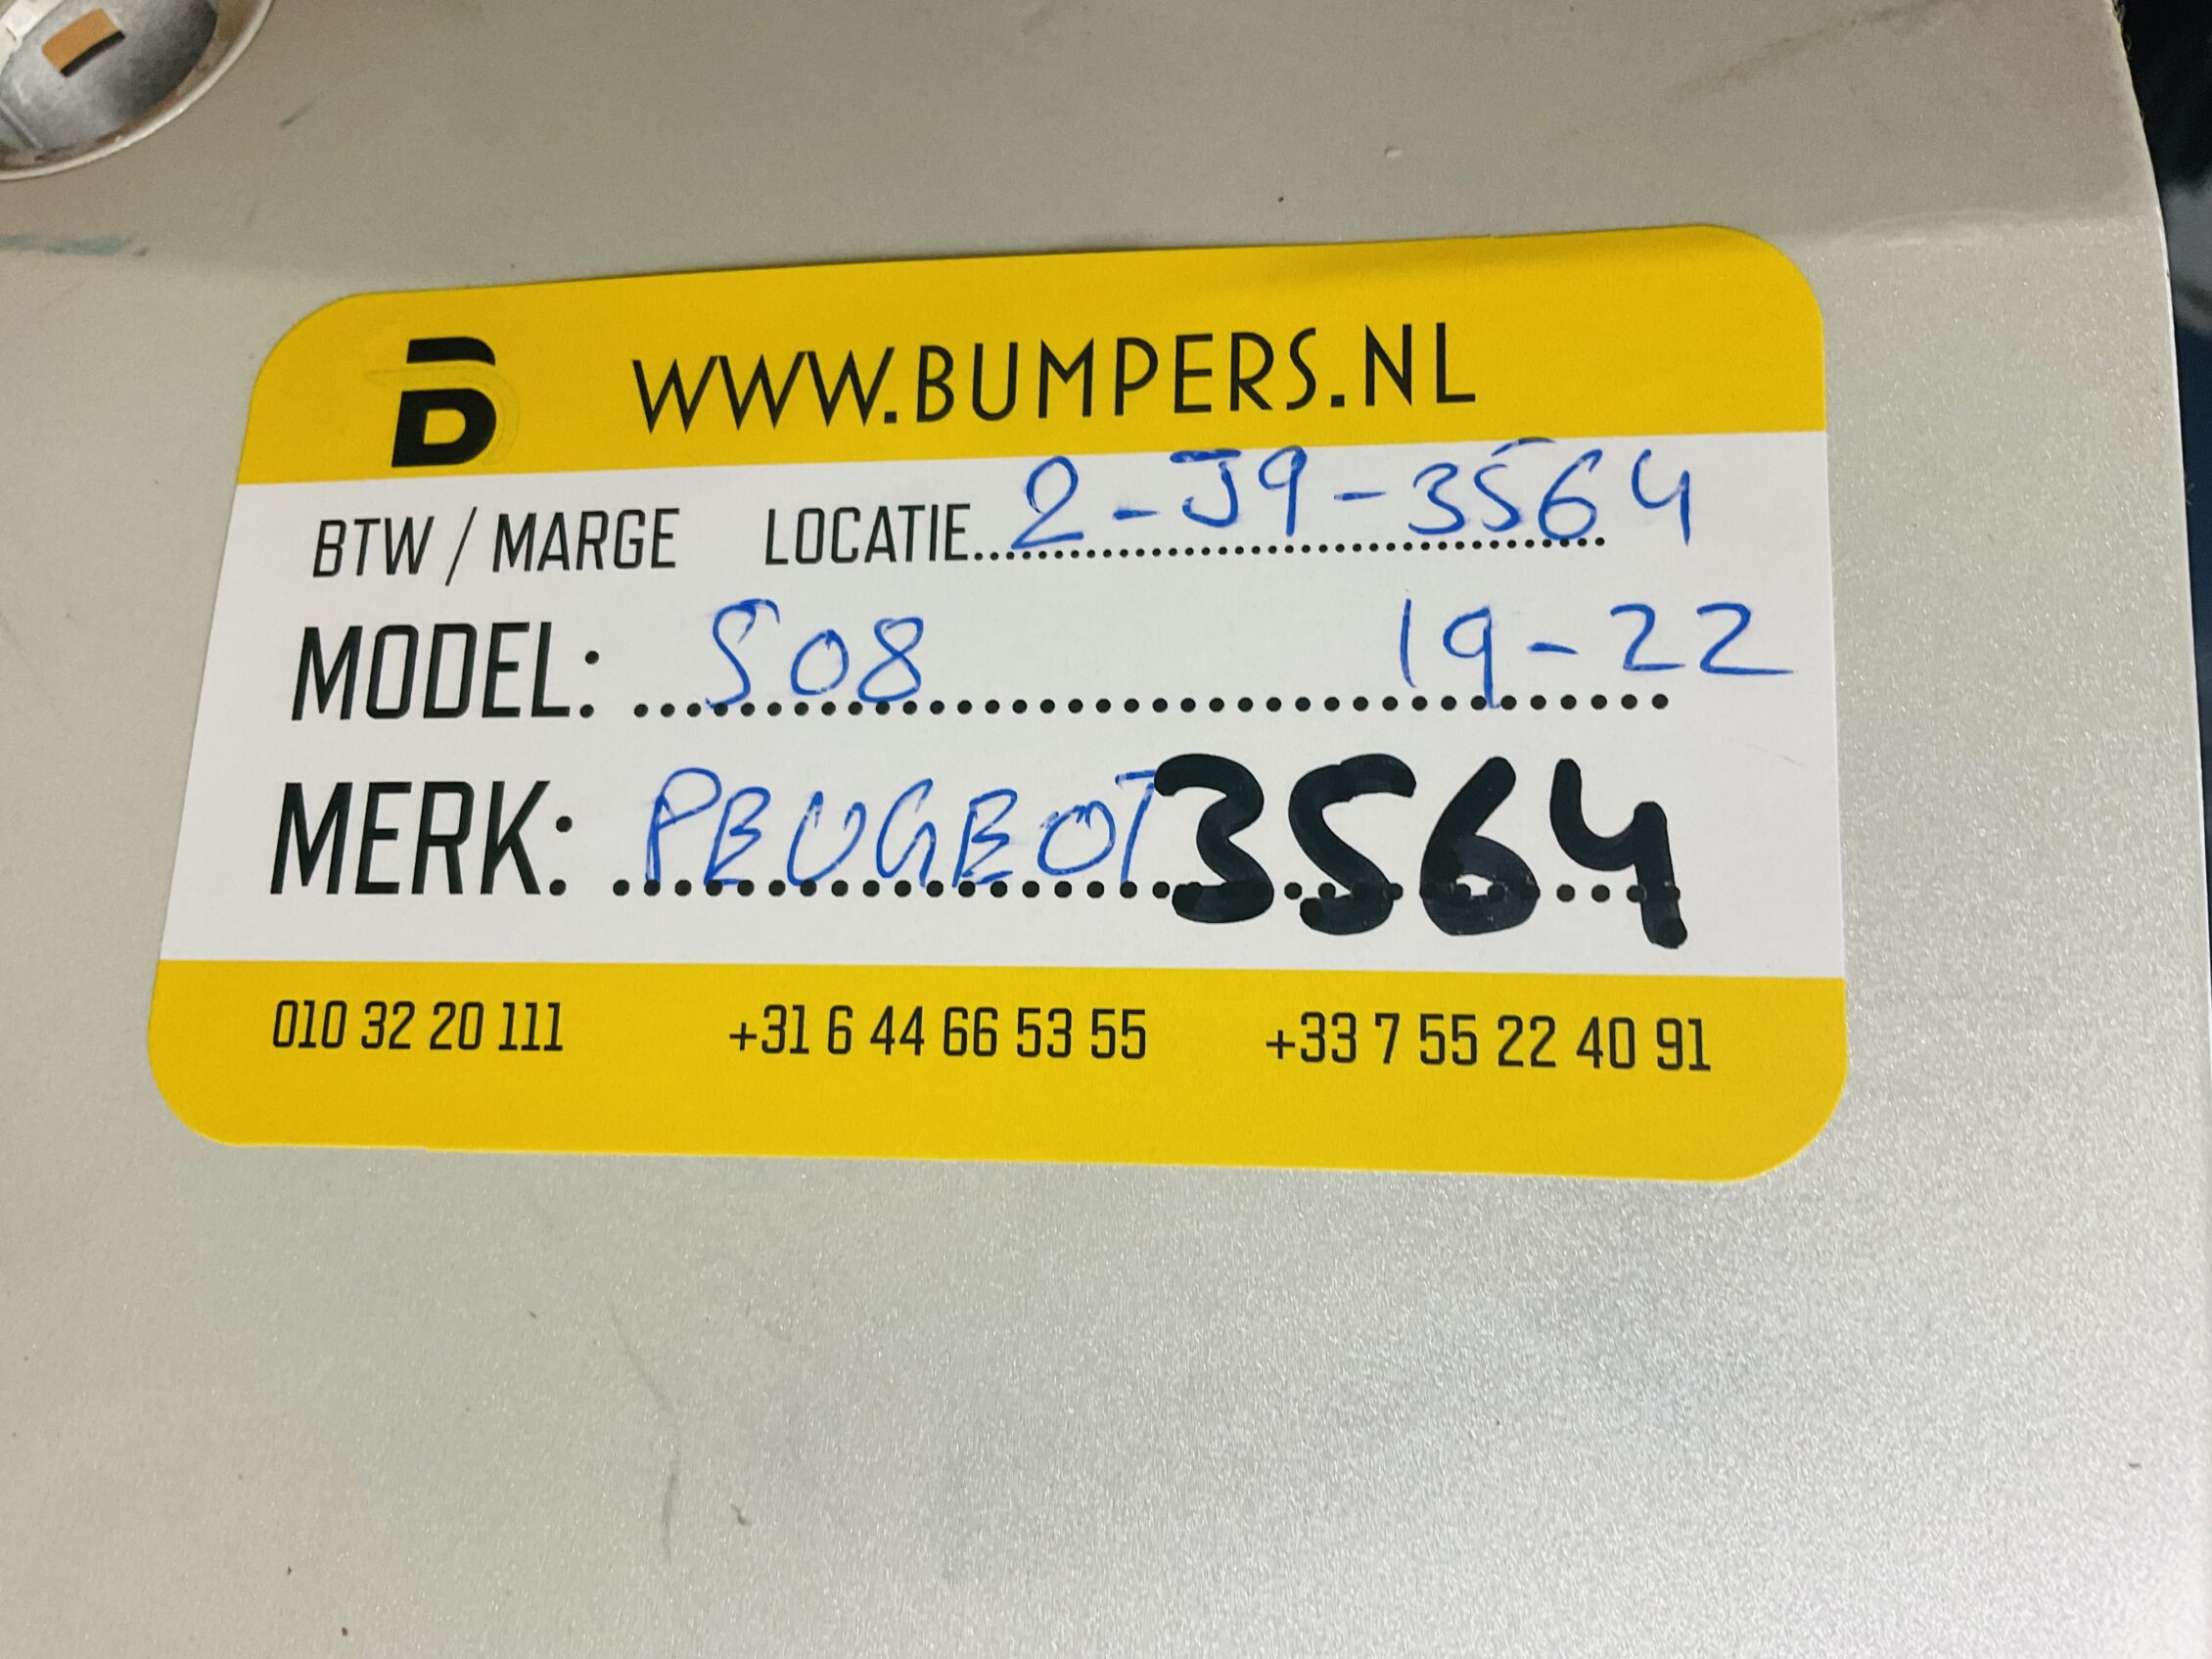 B WWW.BUMPERS.NL
BTW / MARGE LOCATIE 2-J9-3564
MODEL: 508 19-22
MERK: PEUGEOT 3564
010 32 20 111 +31 6 44 66 53 55 +33 7 55 22 40 91